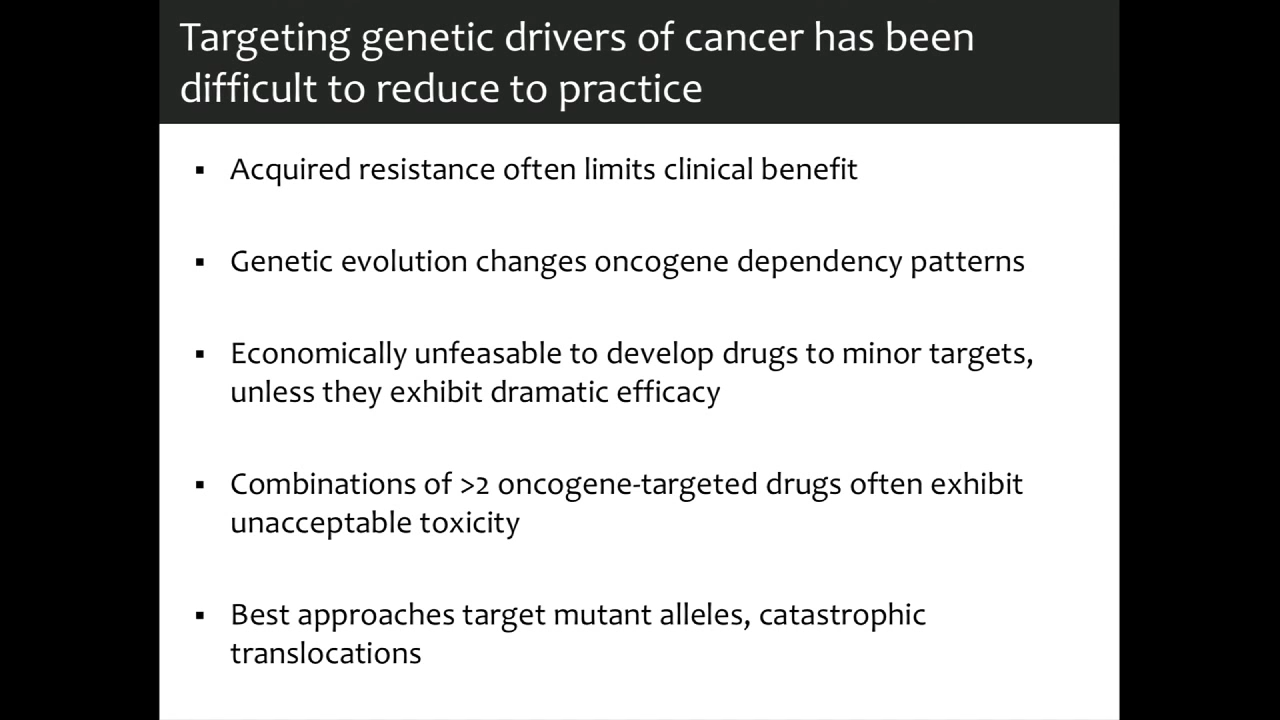 Targeting genetic drivers of cancer has been
difficult to reduce to practice
▪ Acquired resistance often limits clinical benefit
▪ Genetic evolution changes oncogene dependency patterns
▪ Economically unfeasable to develop drugs to minor targets,
unless they exhibit dramatic efficacy
▪ Combinations of >2 oncogene-targeted drugs often exhibit
unacceptable toxicity
▪ Best approaches target mutant alleles, catastrophic
translocations